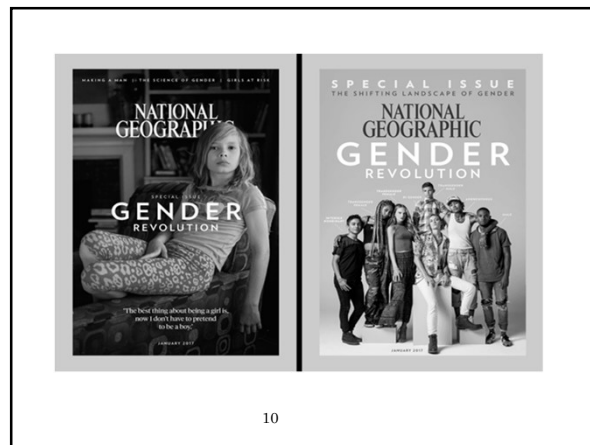 MAKING A MAN // THE SCIENCE OF GENDER | GIRLS AT RISK
NATIONAL
GEOGRAPHIC
SPECIAL ISSUE
GENDER
REVOLUTION
'The best thing about being a girl is,
now I don't have to pretend
to be a boy.'
JANUARY 2017
SPECIAL ISSUE
THE SHIFTING LANDSCAPE OF GENDER
NATIONAL
GEOGRAPHIC
GENDER
REVOLUTION
JANUARY 2017
10